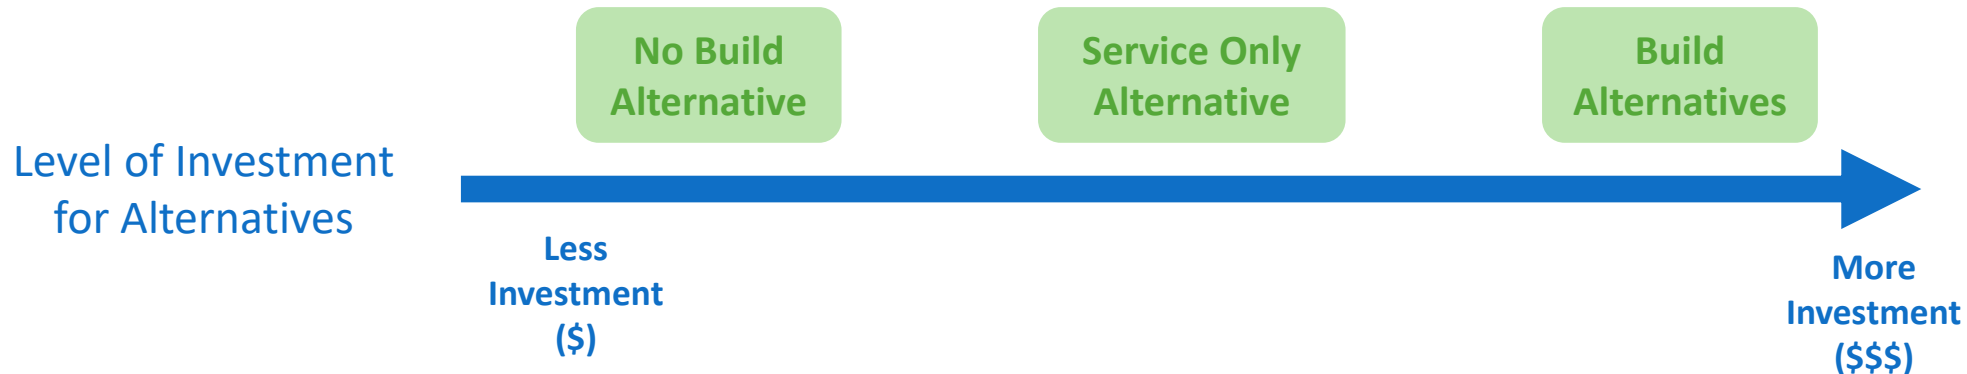 No Build
Alternative
Service Only
Alternative
Build
Alternatives
Level of Investment
for Alternatives
Less
Investment
($)
More
Investment
($$$)